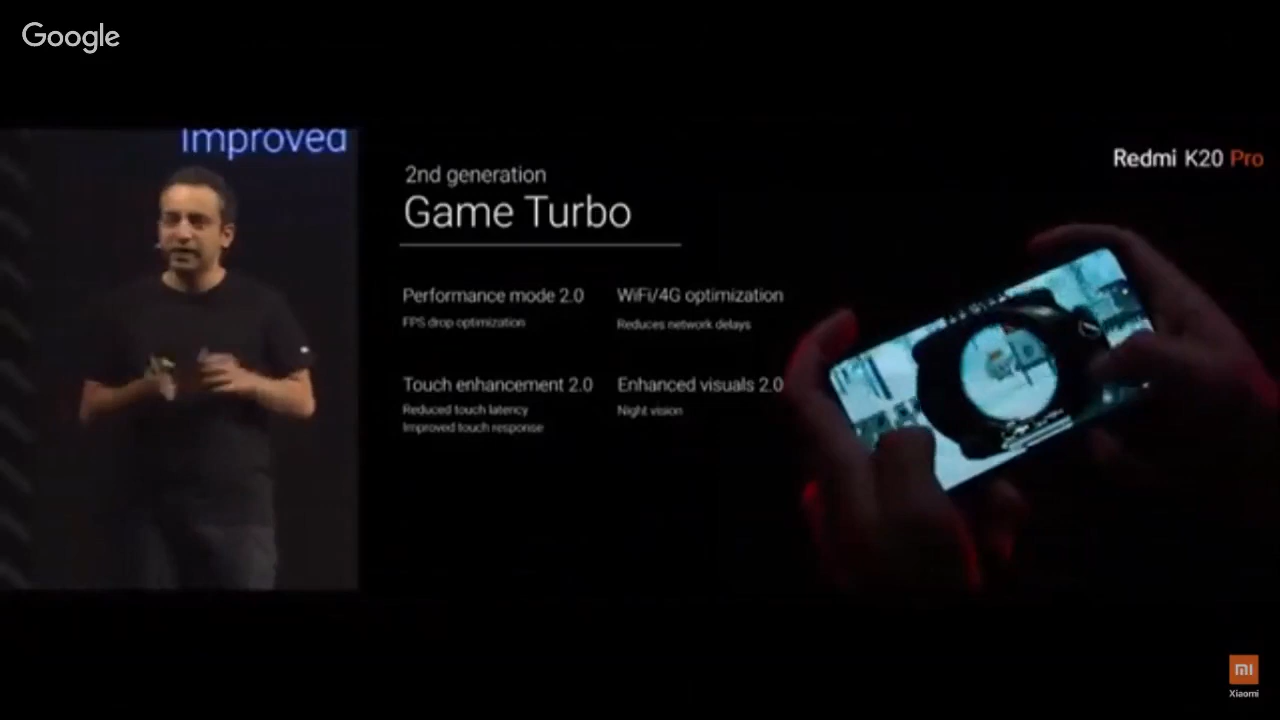 Google
Improved
Redmi K20 Pro
2nd generation
Game Turbo
Performance mode 2.0
FPS drop optimization
WiFi/4G optimization
Reduces network delays
Touch enhancement 2.0
Reduced touch latency
Improved touch response
Enhanced visuals 2.0
Night vision
mi
Xiaomi